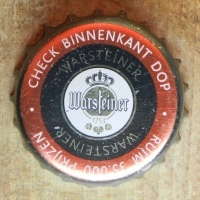 CHECK BINNENKANT DOP
• RUIM 35.000 PRIJZEN •
WARSTEINER
Warsteiner
1753
WARSTEINER